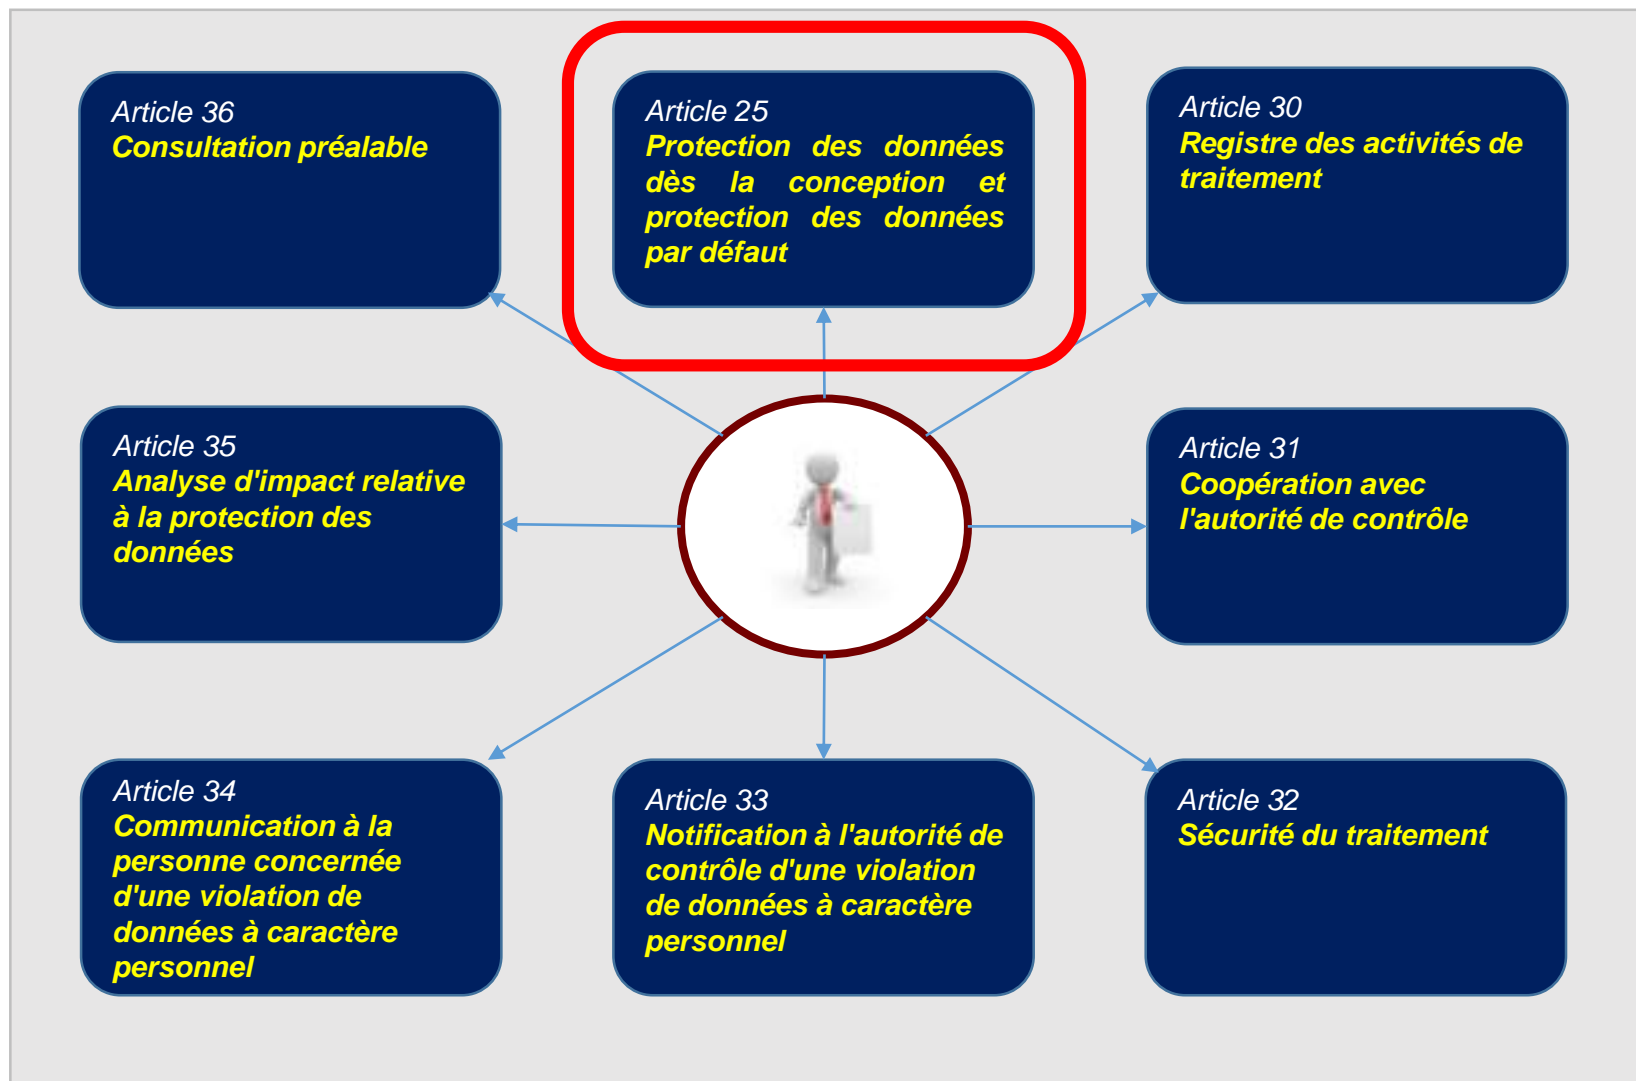 Article 36
Consultation préalable
Article 25
Protection des données
dès la conception et
protection des données
par défaut
Article 30
Registre des activités de
traitement
Article 35
Analyse d'impact relative
à la protection des
données
Article 31
Coopération avec
l'autorité de contrôle
Article 34
Communication à la
personne concernée
d'une violation de
données à caractère
personnel
Article 33
Notification à l'autorité de
contrôle d'une violation
de données à caractère
personnel
Article 32
Sécurité du traitement